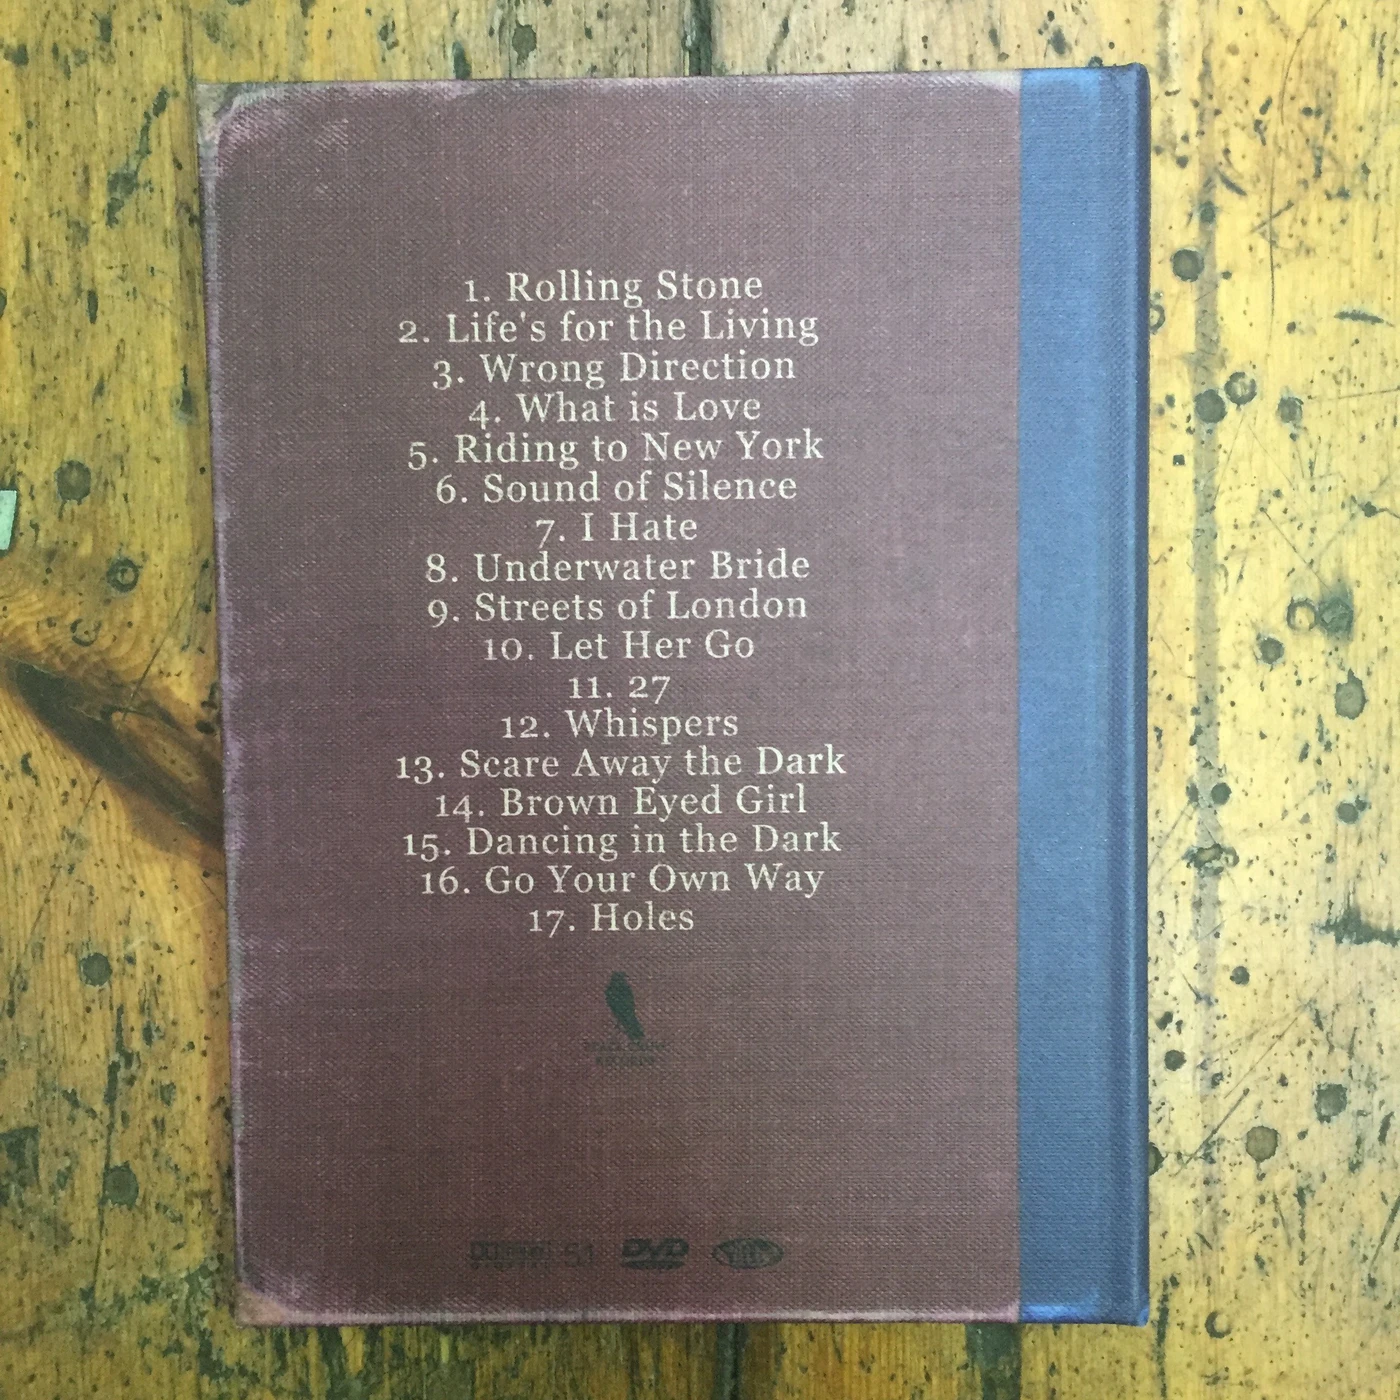 1. Rolling Stone
2. Life's for the Living
3. Wrong Direction
4. What is Love
5. Riding to New York
6. Sound of Silence
7. I Hate
8. Underwater Bride
9. Streets of London
10. Let Her Go
11. 27
12. Whispers
13. Scare Away the Dark
14. Brown Eyed Girl
15. Dancing in the Dark
16. Go Your Own Way
17. Holes
RECORDS
5.1 DVD